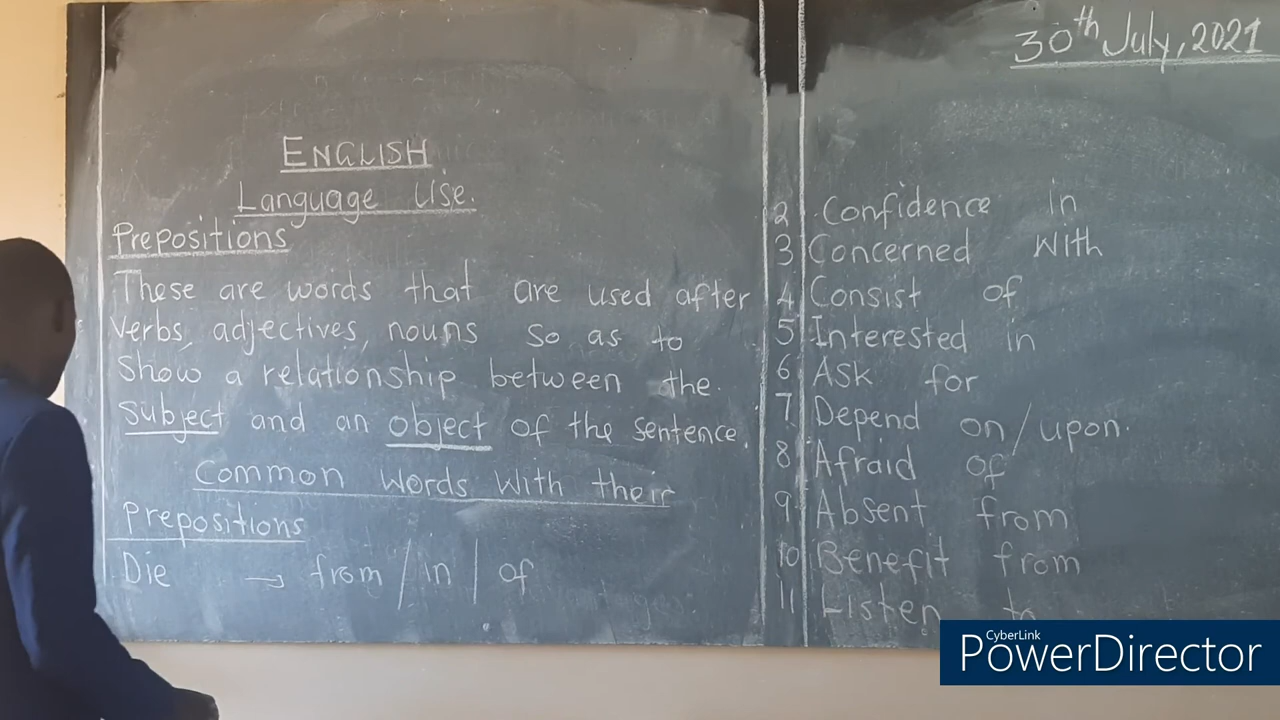 ENGLISH
Language Use.
Prepositions
These are words that are used after
verbs, adjectives, nouns so as to
Show a relationship between the
subject and an object of the sentence.
Common Words With their
Prepositions
Die → from / in / of
30th July, 2021
2 Confidence in
3 Concerned with
4 Consist of
5 Interested in
6 Ask for
7 Depend on/upon.
8 Afraid of
9 Absent from
10 Benefit from
11 Listen to
CyberLink
PowerDirector